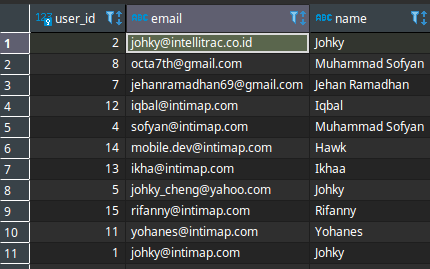 123 user_id ABC email ABC name
1 2 johky@intellitrac.co.id Johky
2 8 octa7th@gmail.com Muhammad Sofyan
3 7 jehanramadhan69@gmail.com Jehan Ramadhan
4 12 iqbal@intimap.com Iqbal
5 4 sofyan@intimap.com Muhammad Sofyan
6 14 mobile.dev@intimap.com Hawk
7 13 ikha@intimap.com Ikhaa
8 5 johky_cheng@yahoo.com Johky
9 15 rifanny@intimap.com Rifanny
10 11 yohanes@intimap.com Yohanes
11 1 johky@intimap.com Johky